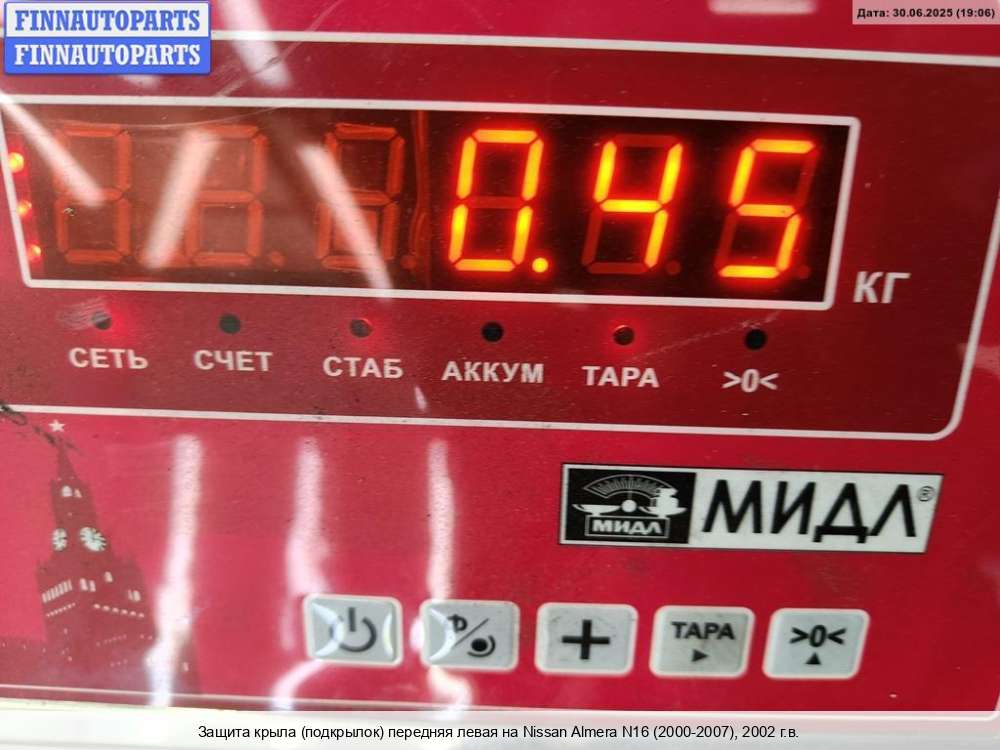 FINNAUTOPARTS
FINNAUTOPARTS
Дата: 30.06.2025 (19:06)
0.45
КГ
СЕТЬ СЧЕТ СТАБ АККУМ ТАРА >0<
МИДЛ МИДЛ®
ТАРА >0<
Защита крыла (подкрылок) передняя левая на Nissan Almera N16 (2000-2007), 2002 г.в.